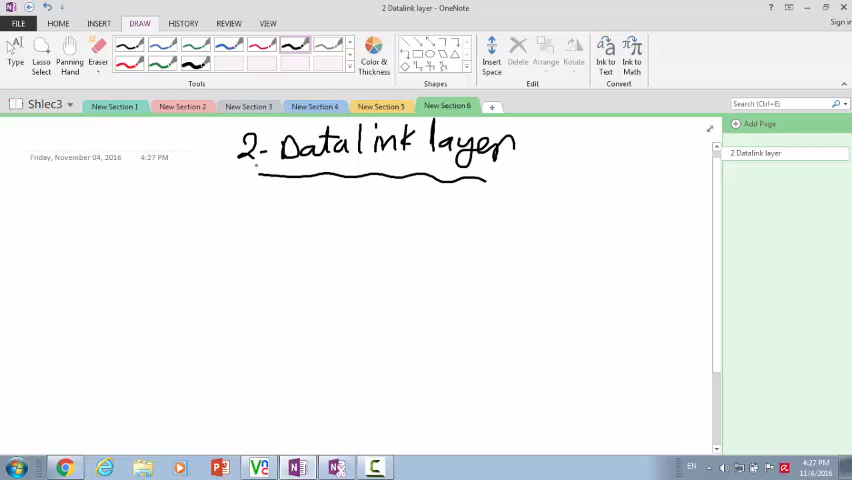 2 Datalink layer - OneNote
FILE HOME INSERT DRAW HISTORY REVIEW VIEW
Sign in
Type Lasso Select Panning Hand Eraser Color & Thickness Insert Space Delete Arrange Rotate Ink to Text Ink to Math
Tools Shapes Edit Convert
Shlec3 New Section 1 New Section 2 New Section 3 New Section 4 New Section 5 New Section 6 Search (Ctrl+E)
Add Page
2- Datalink layer
Friday, November 04, 2016 4:27 PM
2 Datalink layer
EN 4:27 PM
11/4/2016